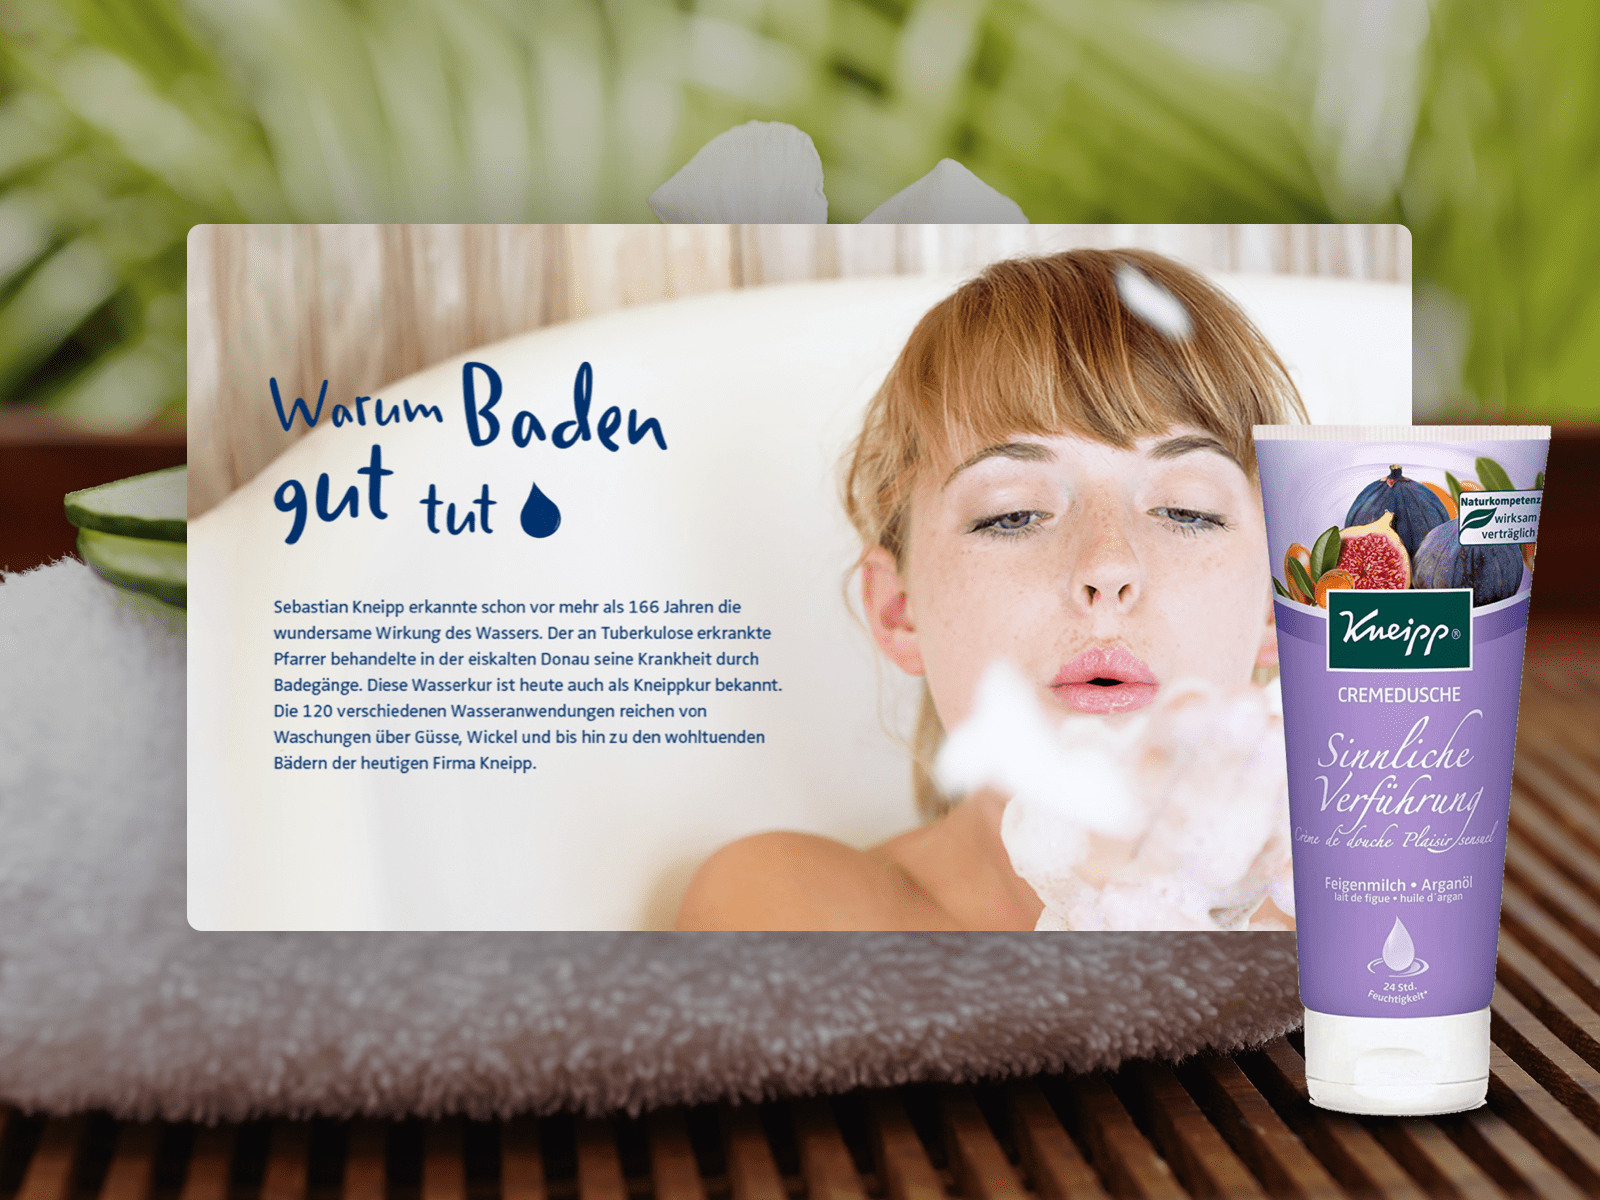 Warum Baden
gut tut
Sebastian Kneipp erkannte schon vor mehr als 166 Jahren die
wundersame Wirkung des Wassers. Der an Tuberkulose erkrankte
Pfarrer behandelte in der eiskalten Donau seine Krankheit durch
Badegänge. Diese Wasserkur ist heute auch als Kneippkur bekannt.
Die 120 verschiedenen Wasseranwendungen reichen von
Waschungen über Güsse, Wickel und bis hin zu den wohltuenden
Bädern der heutigen Firma Kneipp.
Naturkompetenz
wirksam
verträglich
Kneipp®
CREMEDUSCHE
Sinnliche
Verführung
Crème de douche Plaisir sensuel
Feigenmilch • Arganöl
lait de figue • huile d'argan
24 Std.
Feuchtigkeit*